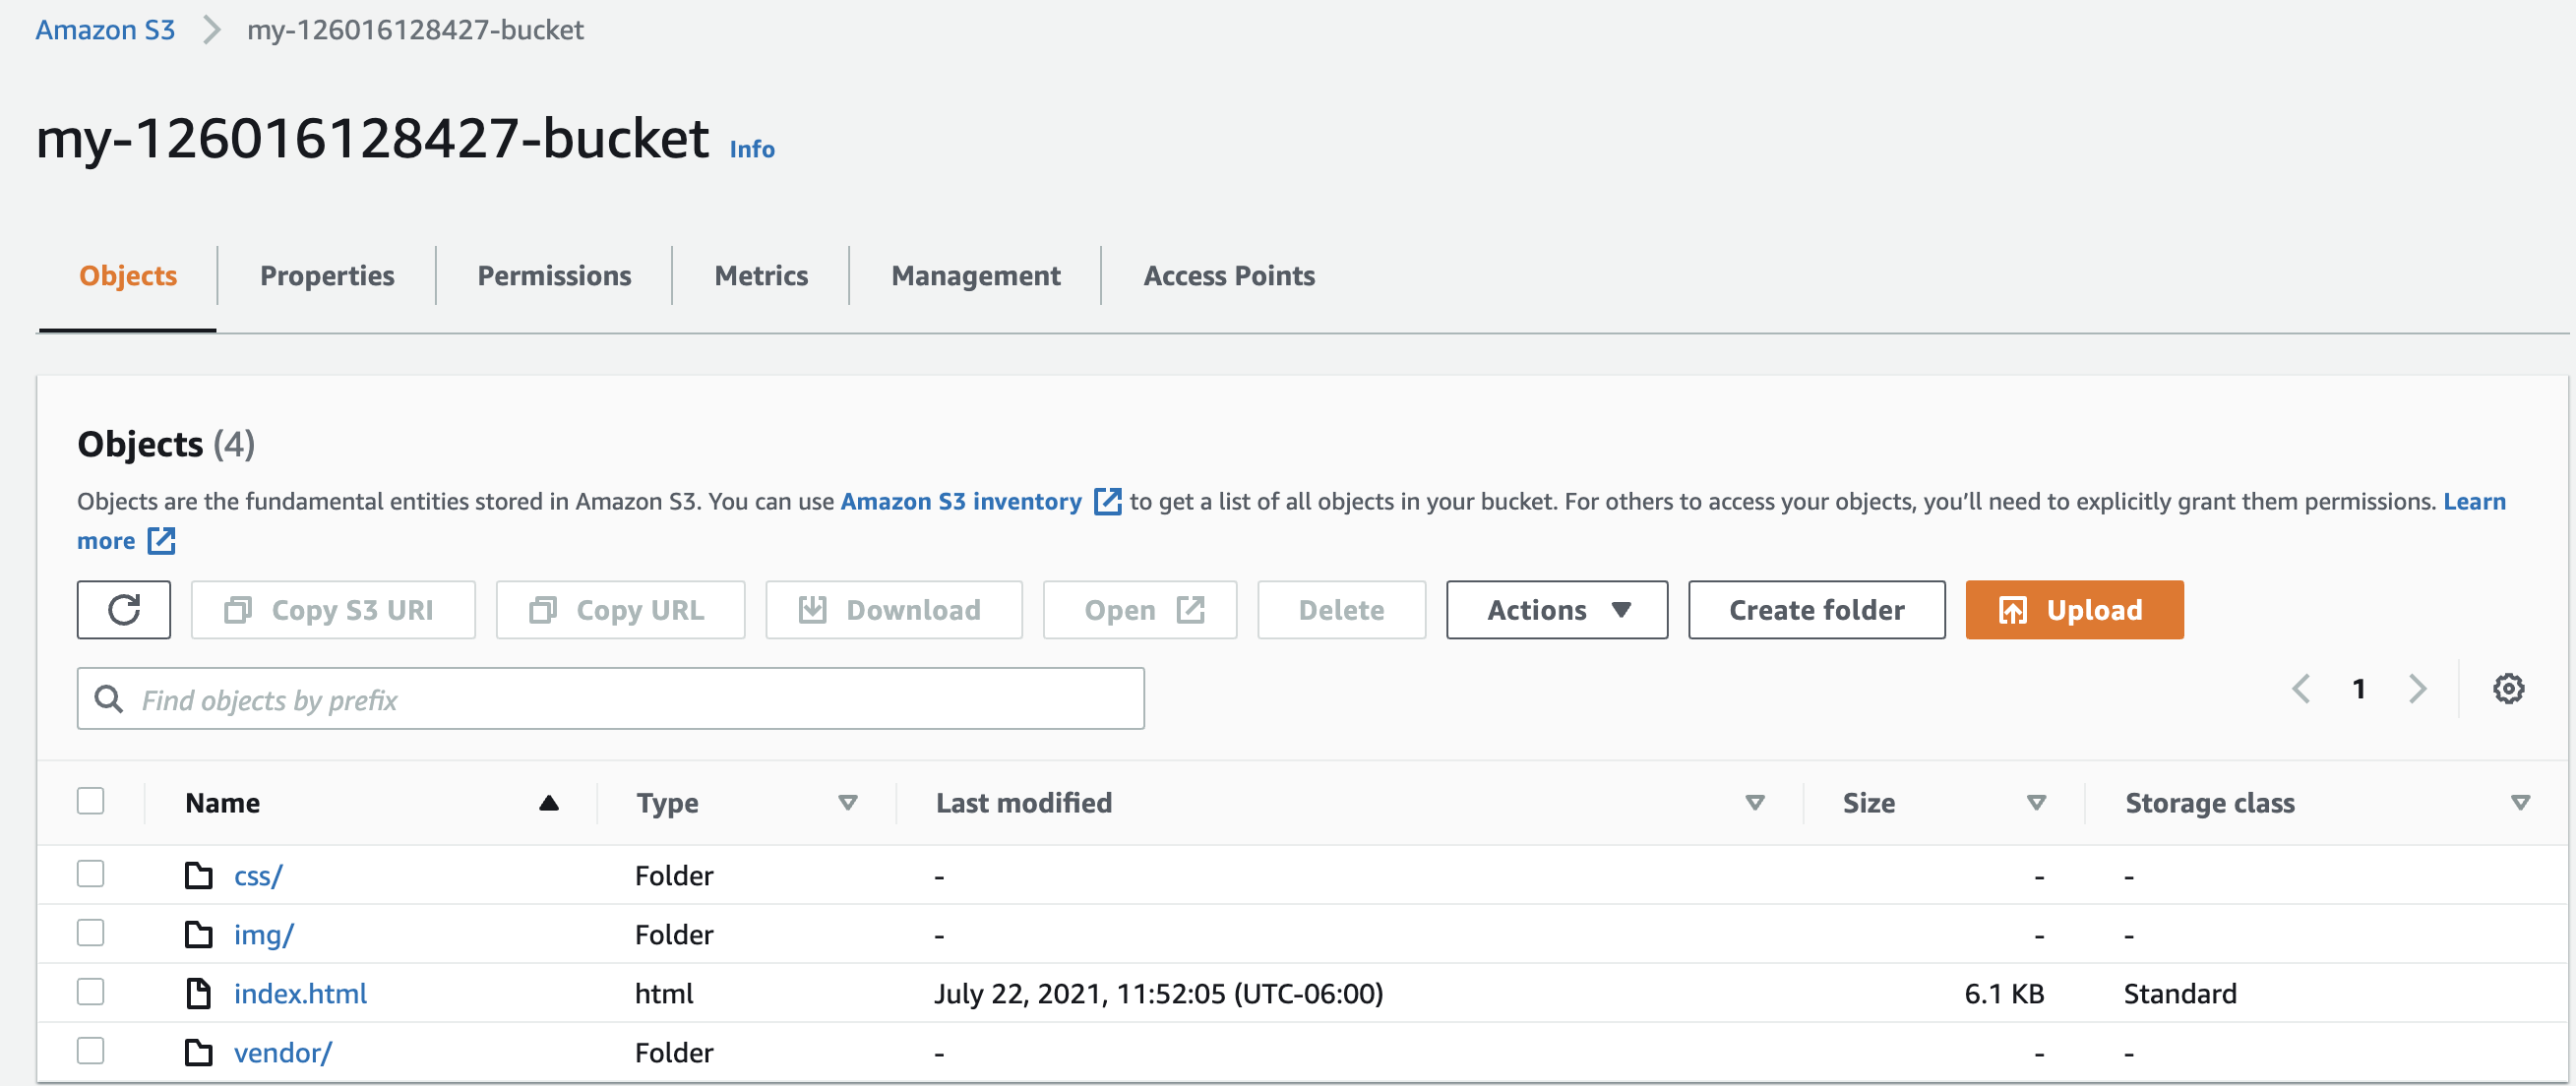 Amazon S3 my-126016128427-bucket
my-126016128427-bucket Info
Objects Properties Permissions Metrics Management Access Points
Objects (4)
Objects are the fundamental entities stored in Amazon S3. You can use Amazon S3 inventory to get a list of all objects in your bucket. For others to access your objects, you’ll need to explicitly grant them permissions. Learn
more
Copy S3 URI Copy URL Download Open Delete Actions Create folder Upload
Find objects by prefix 1
Name Type Last modified Size Storage class
css/ Folder - - -
img/ Folder - - -
index.html html July 22, 2021, 11:52:05 (UTC-06:00) 6.1 KB Standard
vendor/ Folder - - -